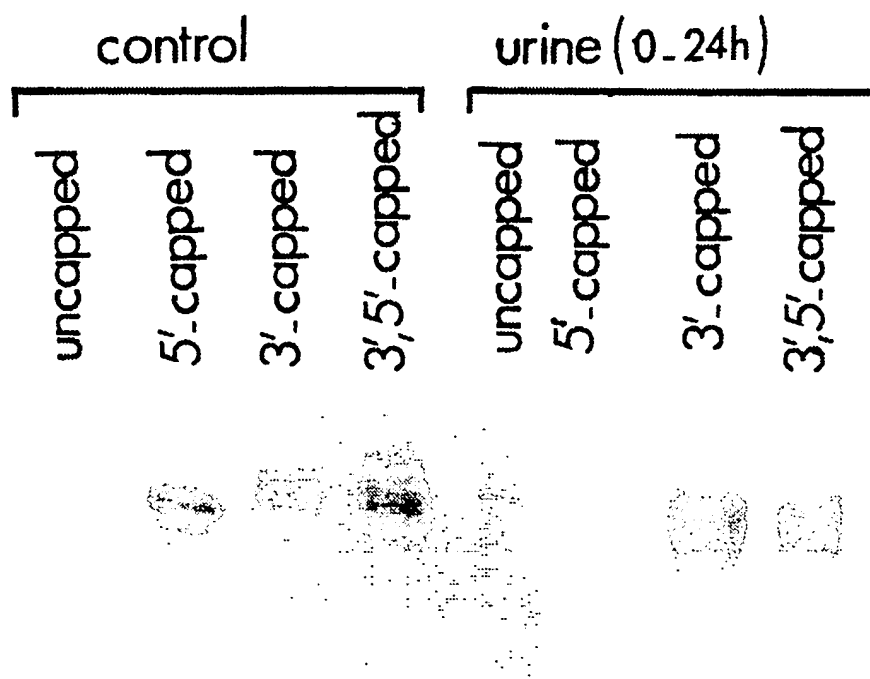 control
urine (0-24h)
uncapped
5'-capped
3'-capped
3',5'-capped
uncapped
5'-capped
3'-capped
3',5'-capped